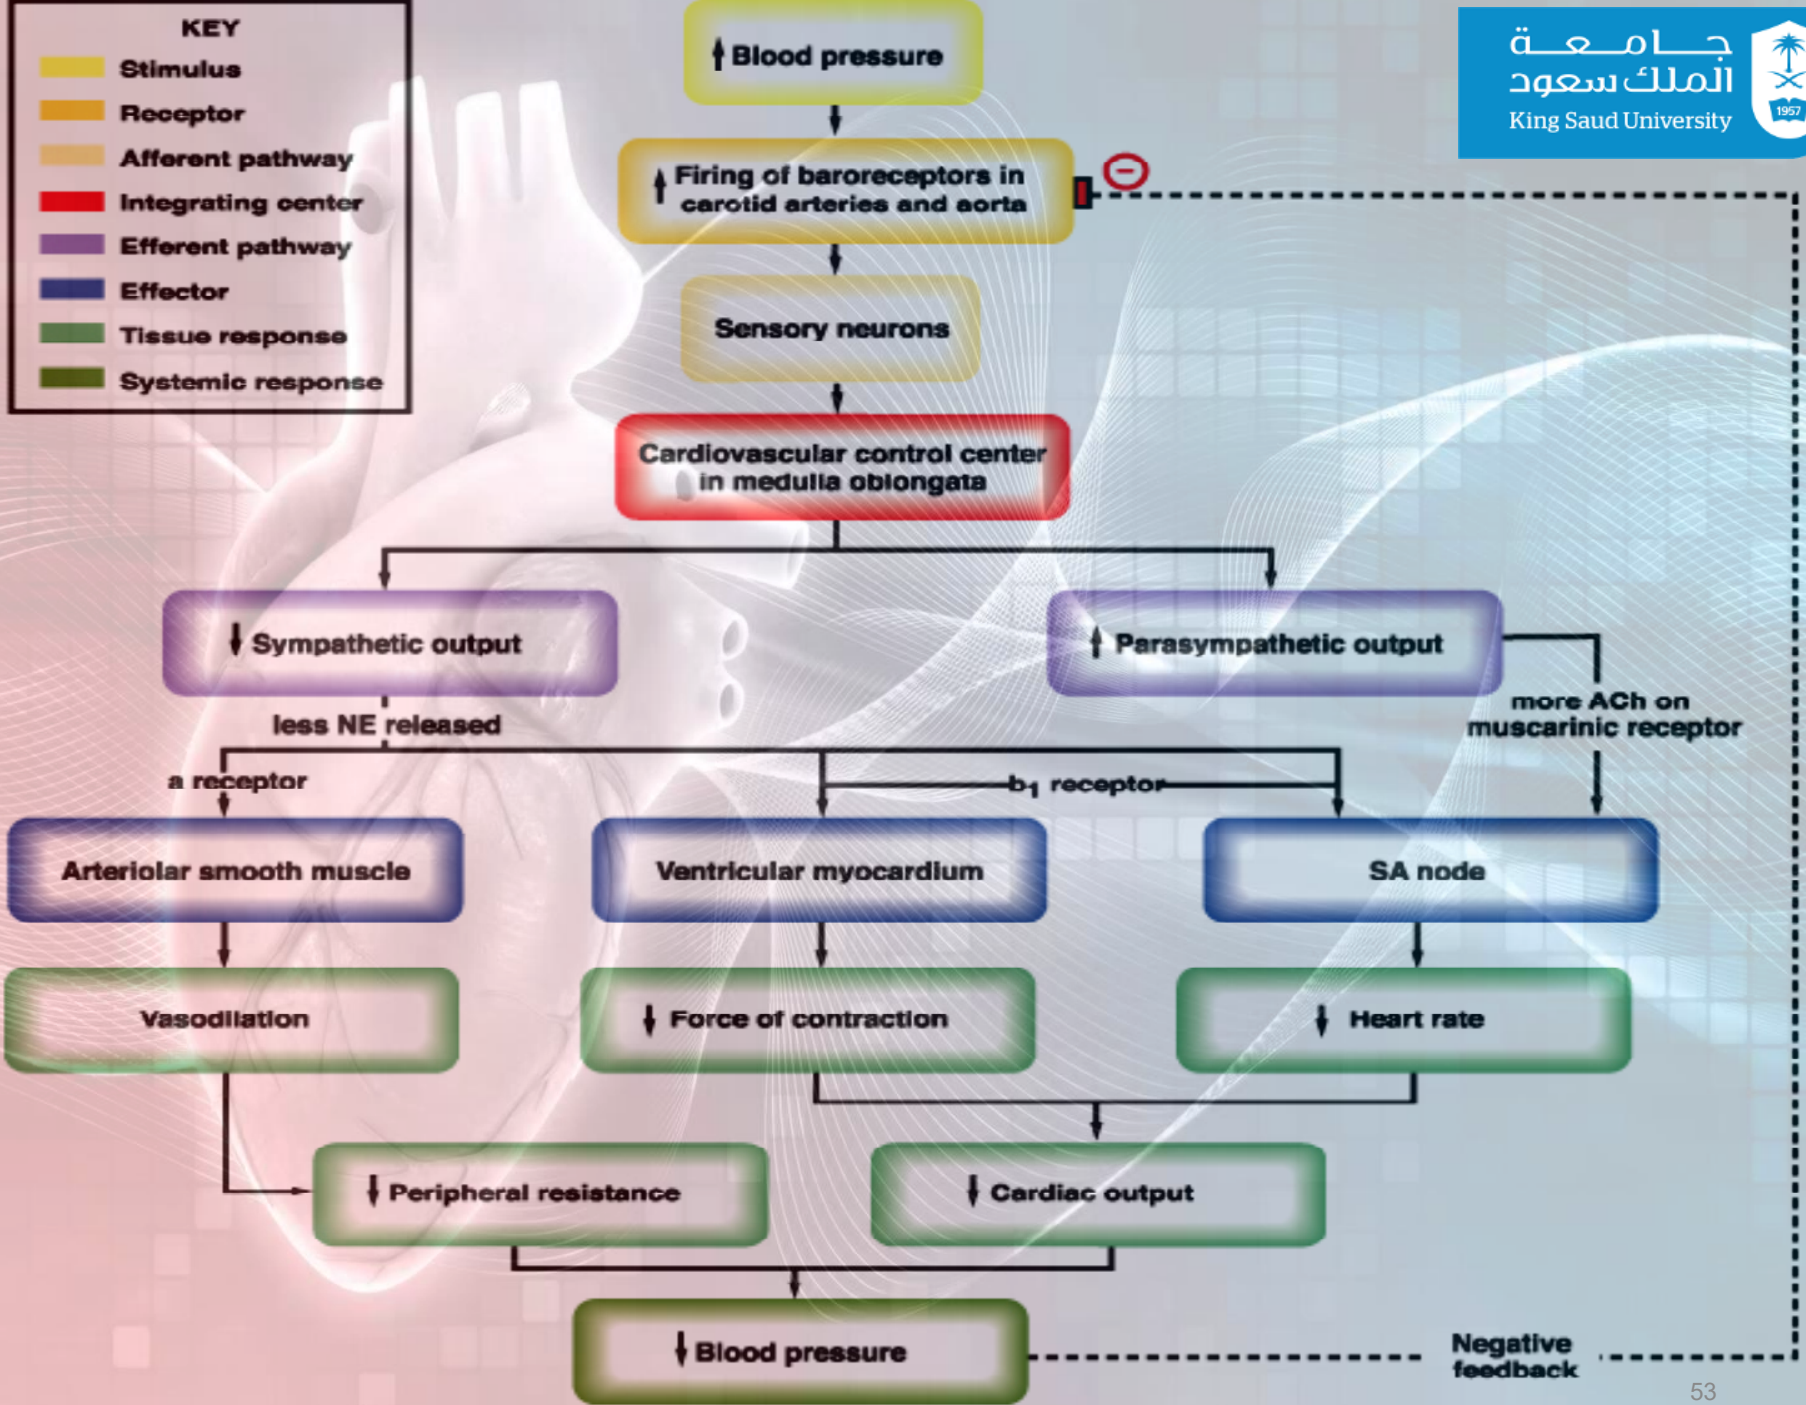 KEY
Stimulus
Receptor
Afferent pathway
Integrating center
Efferent pathway
Effector
Tissue response
Systemic response
جامعة
الملك سعود
King Saud University
1957
↑ Blood pressure
↑ Firing of baroreceptors in
carotid arteries and aorta
−
Sensory neurons
Cardiovascular control center
in medulla oblongata
↓ Sympathetic output
↑ Parasympathetic output
less NE released
more ACh on
muscarinic receptor
a receptor
b₁ receptor
Arteriolar smooth muscle
Ventricular myocardium
SA node
Vasodilation
↓ Force of contraction
↓ Heart rate
↓ Peripheral resistance
↓ Cardiac output
↓ Blood pressure
Negative
feedback
53